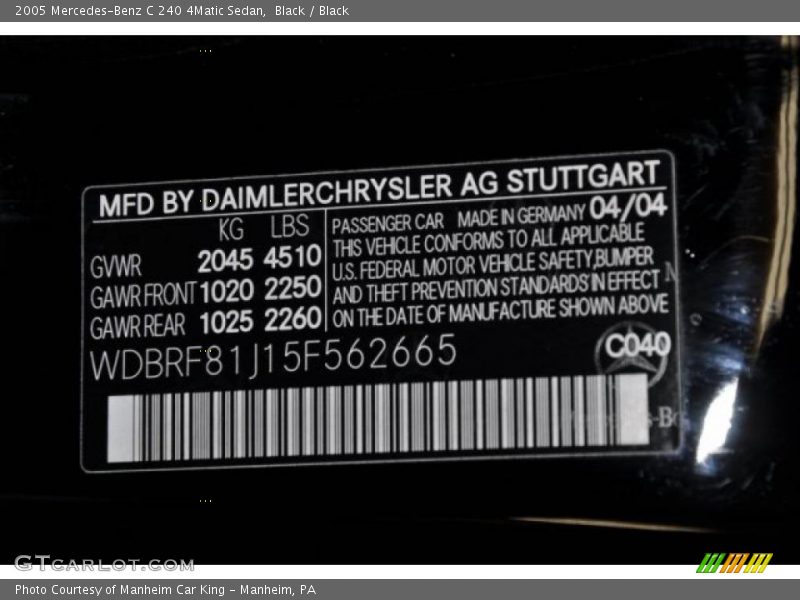 2005 Mercedes-Benz C 240 4Matic Sedan,  Black / Black
MFD BY DAIMLERCHRYSLER AG STUTTGART
KG LBS
GVWR 2045 4510
GAWR FRONT 1020 2250
GAWR REAR 1025 2260
PASSENGER CAR MADE IN GERMANY 04/04
THIS VEHICLE CONFORMS TO ALL APPLICABLE
U.S. FEDERAL MOTOR VEHICLE SAFETY, BUMPER
AND THEFT PREVENTION STANDARDS IN EFFECT
ON THE DATE OF MANUFACTURE SHOWN ABOVE
WDBRF81J15F562665
C040
GTCARLOT.COM
Photo Courtesy of Manheim Car King - Manheim, PA